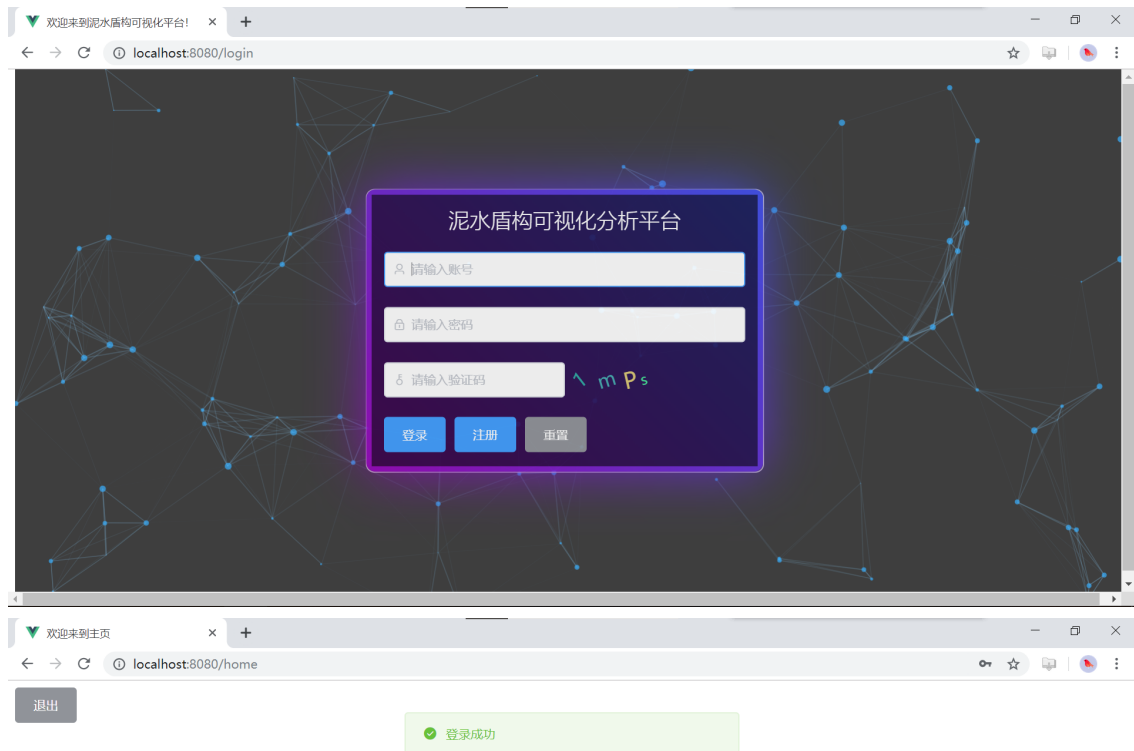 欢迎来到泥水盾构可视化平台!
localhost:8080/login
泥水盾构可视化分析平台
请输入账号
请输入密码
请输入验证码 1 m P s
登录 注册 重置
欢迎来到主页
localhost:8080/home
退出
登录成功